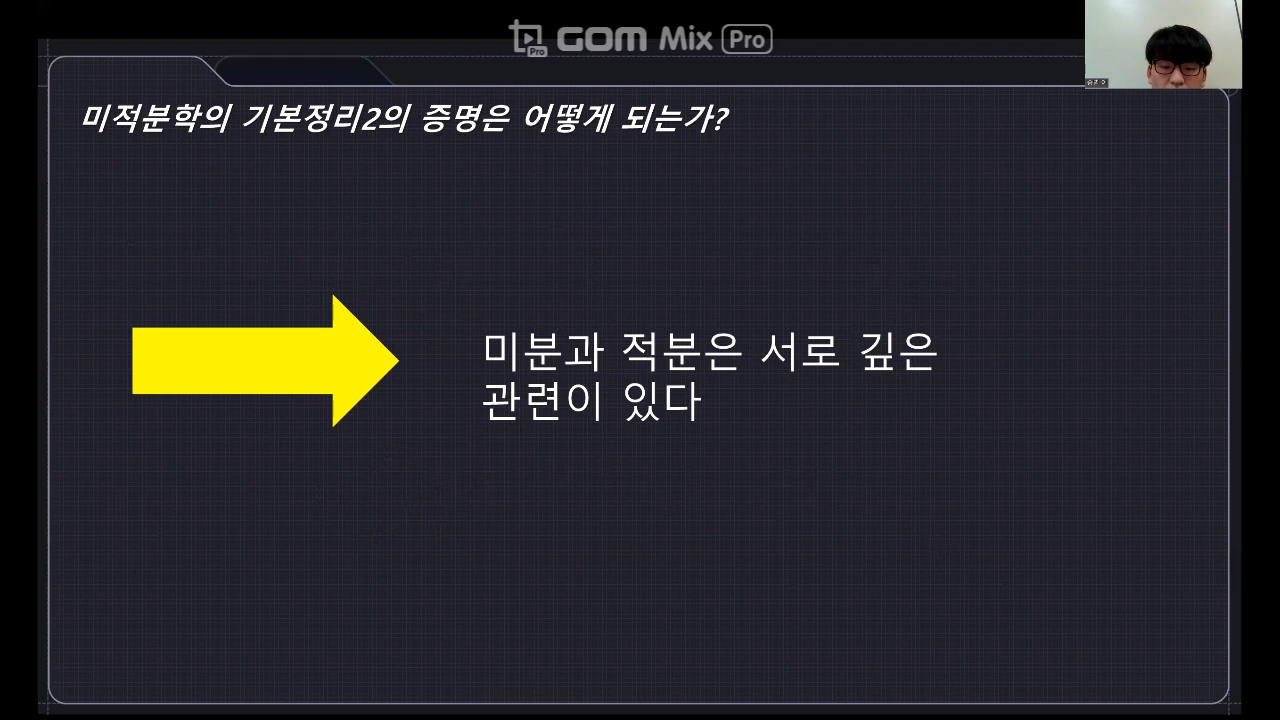 GOM Mix Pro
Pro
미적분학의 기본정리2의 증명은 어떻게 되는가?
미분과 적분은 서로 깊은
관련이 있다